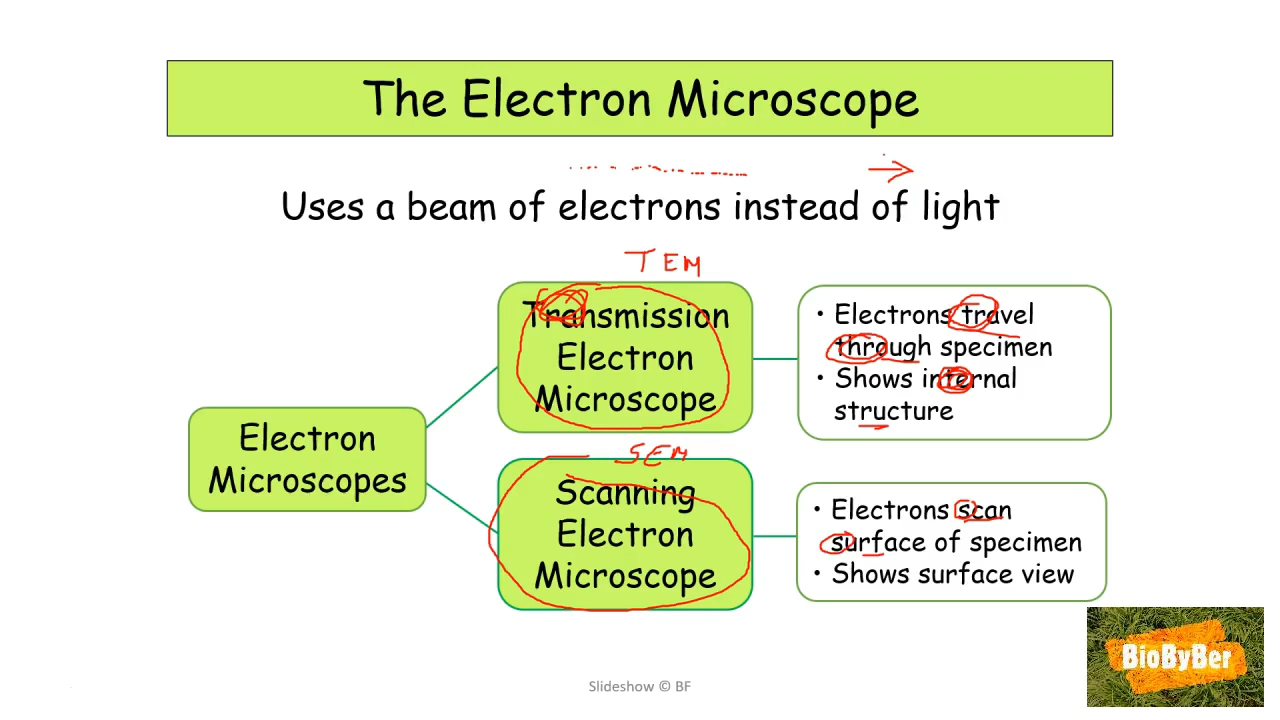 The Electron Microscope
Uses a beam of electrons instead of light
TEM
Transmission
Electron
Microscope
• Electrons travel
through specimen
• Shows internal
structure
Electron
Microscopes
SEM
Scanning
Electron
Microscope
• Electrons scan
surface of specimen
• Shows surface view
BioByBer
Slideshow © BF